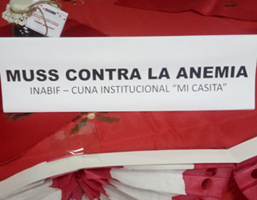 MUSS CONTRA LA ANEMIA
INABIF – CUNA INSTITUCIONAL "MI CASITA"